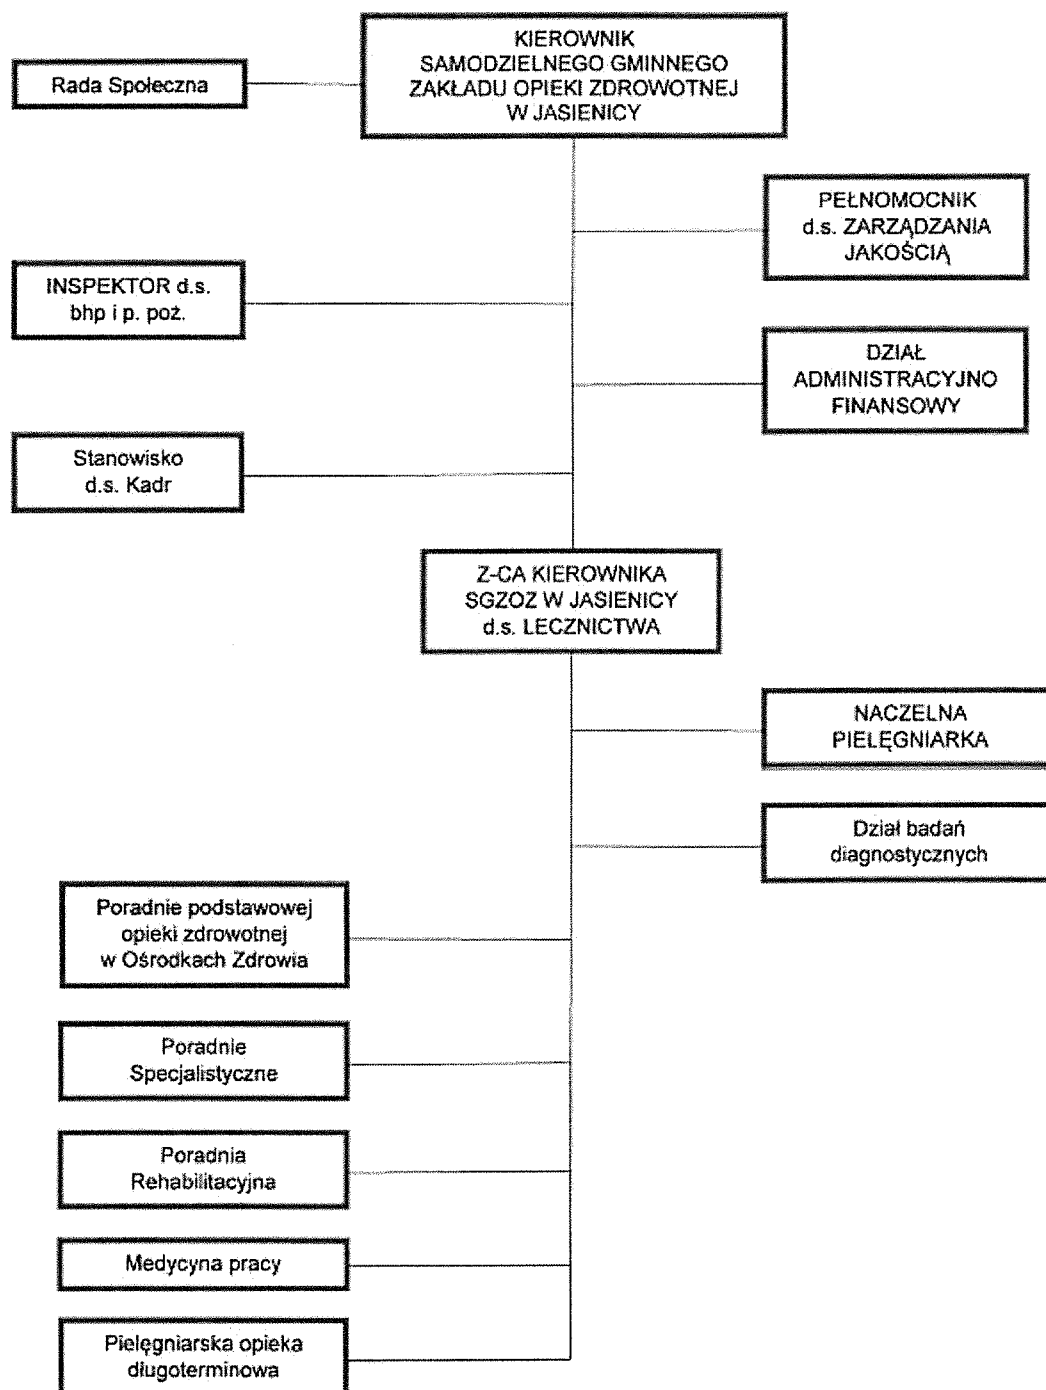 KIEROWNIK
SAMODZIELNEGO GMINNEGO
ZAKŁADU OPIEKI ZDROWOTNEJ
W JASIENICY
Rada Społeczna
PEŁNOMOCNIK
d.s. ZARZĄDZANIA
JAKOŚCIĄ
INSPEKTOR d.s.
bhp i p. poż.
DZIAŁ
ADMINISTRACYJNO
FINANSOWY
Stanowisko
d.s. Kadr
Z-CA KIEROWNIKA
SGZOZ W JASIENICY
d.s. LECZNICTWA
NACZELNA
PIELĘGNIARKA
Dział badań
diagnostycznych
Poradnie podstawowej
opieki zdrowotnej
w Ośrodkach Zdrowia
Poradnie
Specjalistyczne
Poradnia
Rehabilitacyjna
Medycyna pracy
Pielęgniarska opieka
długoterminowa